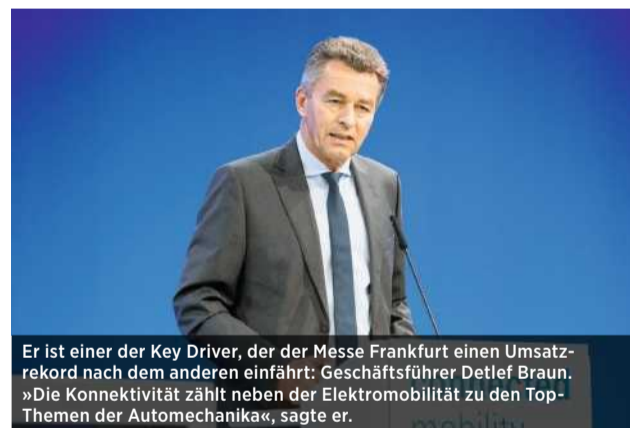 Er ist einer der Key Driver, der der Messe Frankfurt einen Umsatz-
rekord nach dem anderen einfährt: Geschäftsführer Detlef Braun.
»Die Konnektivität zählt neben der Elektromobilität zu den Top-
Themen der Automechanika«, sagte er.
mobility